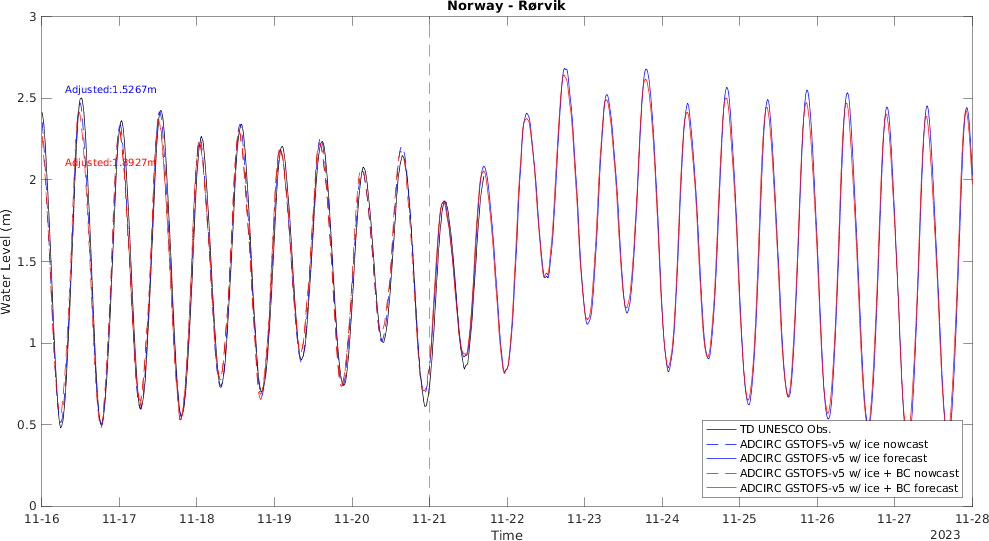 Norway - Rørvik
3
2.5
2
1.5
1
0.5
0
Water Level (m)
Adjusted:1.5267m
Adjusted:1.8927m
TD UNESCO Obs.
ADCIRC GSTOFS-v5 w/ ice nowcast
ADCIRC GSTOFS-v5 w/ ice forecast
ADCIRC GSTOFS-v5 w/ ice + BC nowcast
ADCIRC GSTOFS-v5 w/ ice + BC forecast
11-16 11-17 11-18 11-19 11-20 11-21 11-22 11-23 11-24 11-25 11-26 11-27 11-28
Time
2023